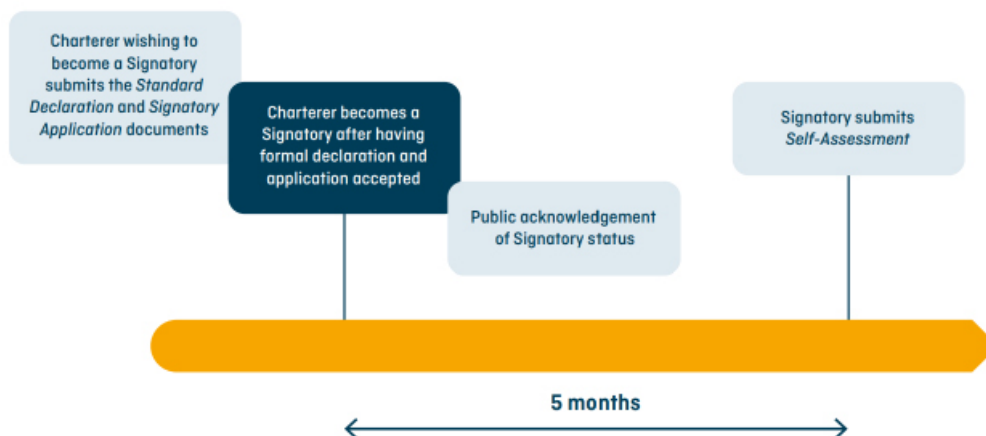 Charterer wishing to
become a Signatory
submits the Standard
Declaration and Signatory
Application documents
Charterer becomes a
Signatory after having
formal declaration and
application accepted
Public acknowledgement
of Signatory status
Signatory submits
Self-Assessment
5 months